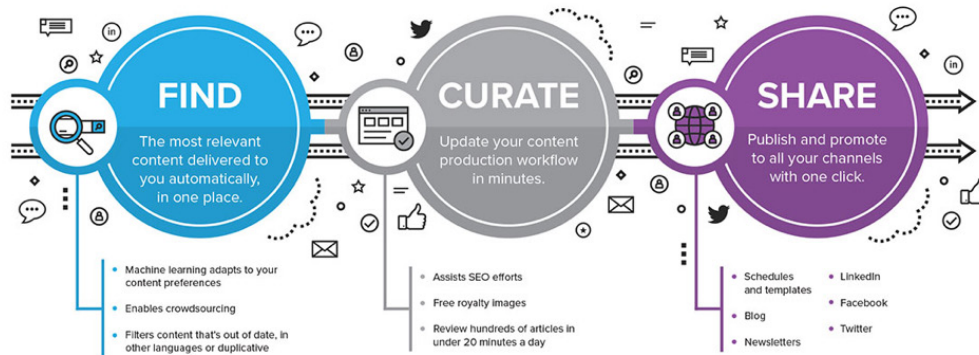 FIND
The most relevant
content delivered to
you automatically,
in one place.
Machine learning adapts to your
content preferences
Enables crowdsourcing
Filters content that's out of date, in
other languages or duplicative
CURATE
Update your content
production workflow
in minutes.
Assists SEO efforts
Free royalty images
Review hundreds of articles in
under 20 minutes a day
SHARE
Publish and promote
to all your channels
with one click.
Schedules
and templates
Blog
Newsletters
LinkedIn
Facebook
Twitter
in
in